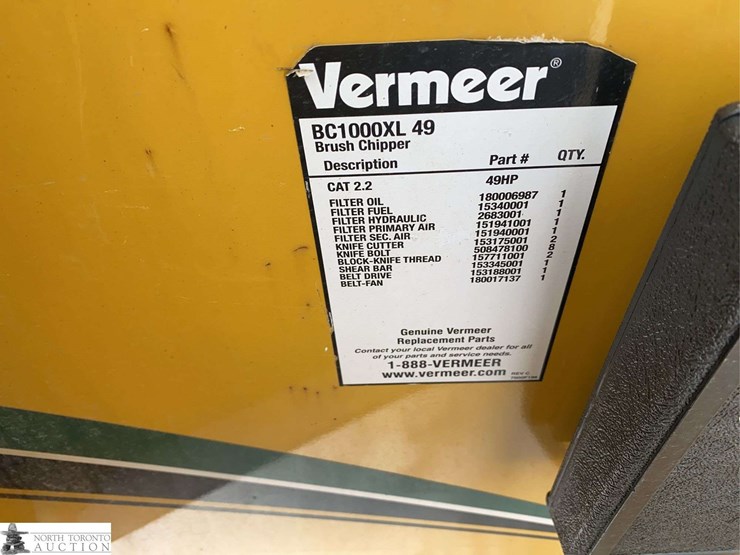 Vermeer®
BC1000XL 49
Brush Chipper
Description Part # QTY.
CAT 2.2 49HP
FILTER OIL 180006987 1
FILTER FUEL 15340001 1
FILTER HYDRAULIC 2683001 1
FILTER PRIMARY AIR 151941001 1
FILTER SEC. AIR 151940001 1
KNIFE CUTTER 153175001 2
KNIFE BOLT 508478100 8
BLOCK-KNIFE THREAD 157711001 2
SHEAR BAR 153345001 1
BELT DRIVE 153188001 1
BELT-FAN 180017137 1
Genuine Vermeer
Replacement Parts
Contact your local Vermeer dealer for all
of your parts and service needs.
1-888-VERMEER
www.vermeer.com REV C
NORTH TORONTO
AUCTION